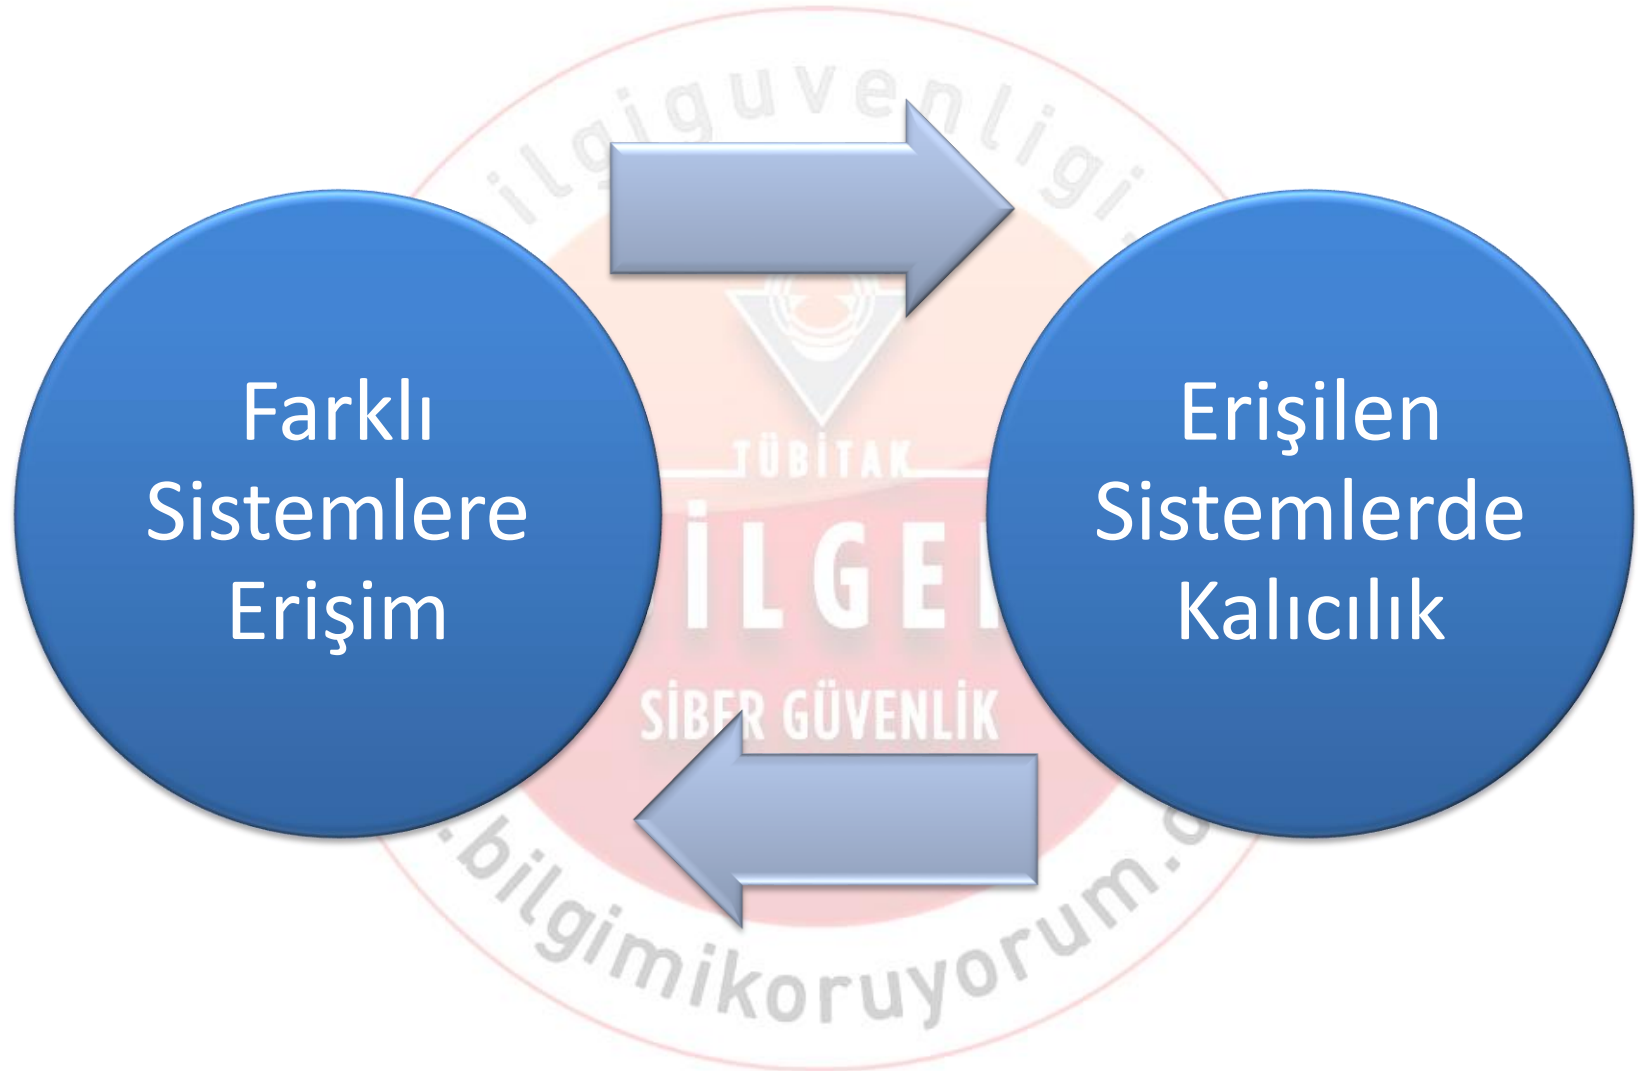 Farklı
Sistemlere
Erişim
Erişilen
Sistemlerde
Kalıcılık
TÜBİTAK
SİBER GÜVENLİK